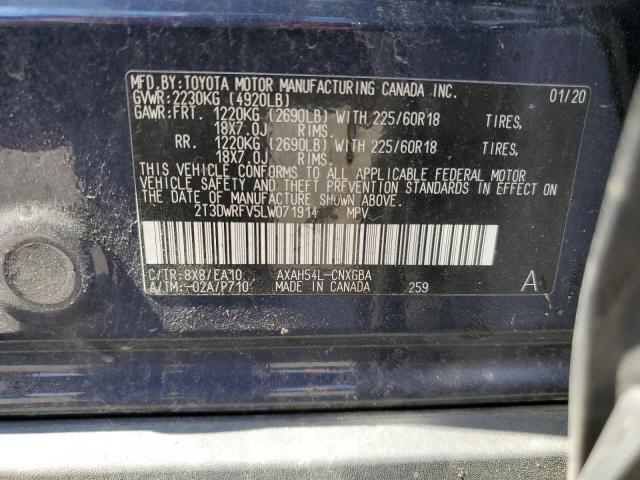 MFD.BY:TOYOTA MOTOR MANUFACTURING CANADA INC. 01/20
GVWR:2230KG (4920LB)
GAWR:FRT. 1220KG (2690LB) WITH 225/60R18 TIRES,
18X7.0J RIMS.
RR. 1220KG (2690LB) WITH 225/60R18 TIRES,
18X7.0J RIMS.
THIS VEHICLE CONFORMS TO ALL APPLICABLE FEDERAL MOTOR
VEHICLE SAFETY AND THEFT PREVENTION STANDARDS IN EFFECT
ON THE DATE OF MANUFACTURE SHOWN ABOVE.
2T3DWRFV5LW071914 MPV
C/TR:8X8/EA10 AXAH54L-CNXGBA
A/TM:-02A/P710 MADE IN CANADA 259 A